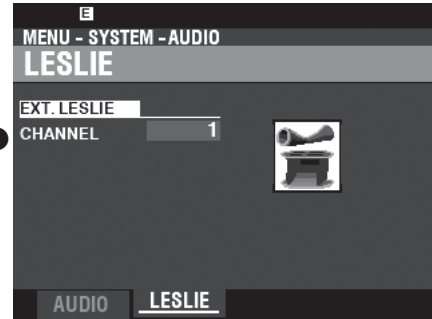 E
MENU - SYSTEM - AUDIO
LESLIE
EXT. LESLIE
CHANNEL 1
AUDIO LESLIE